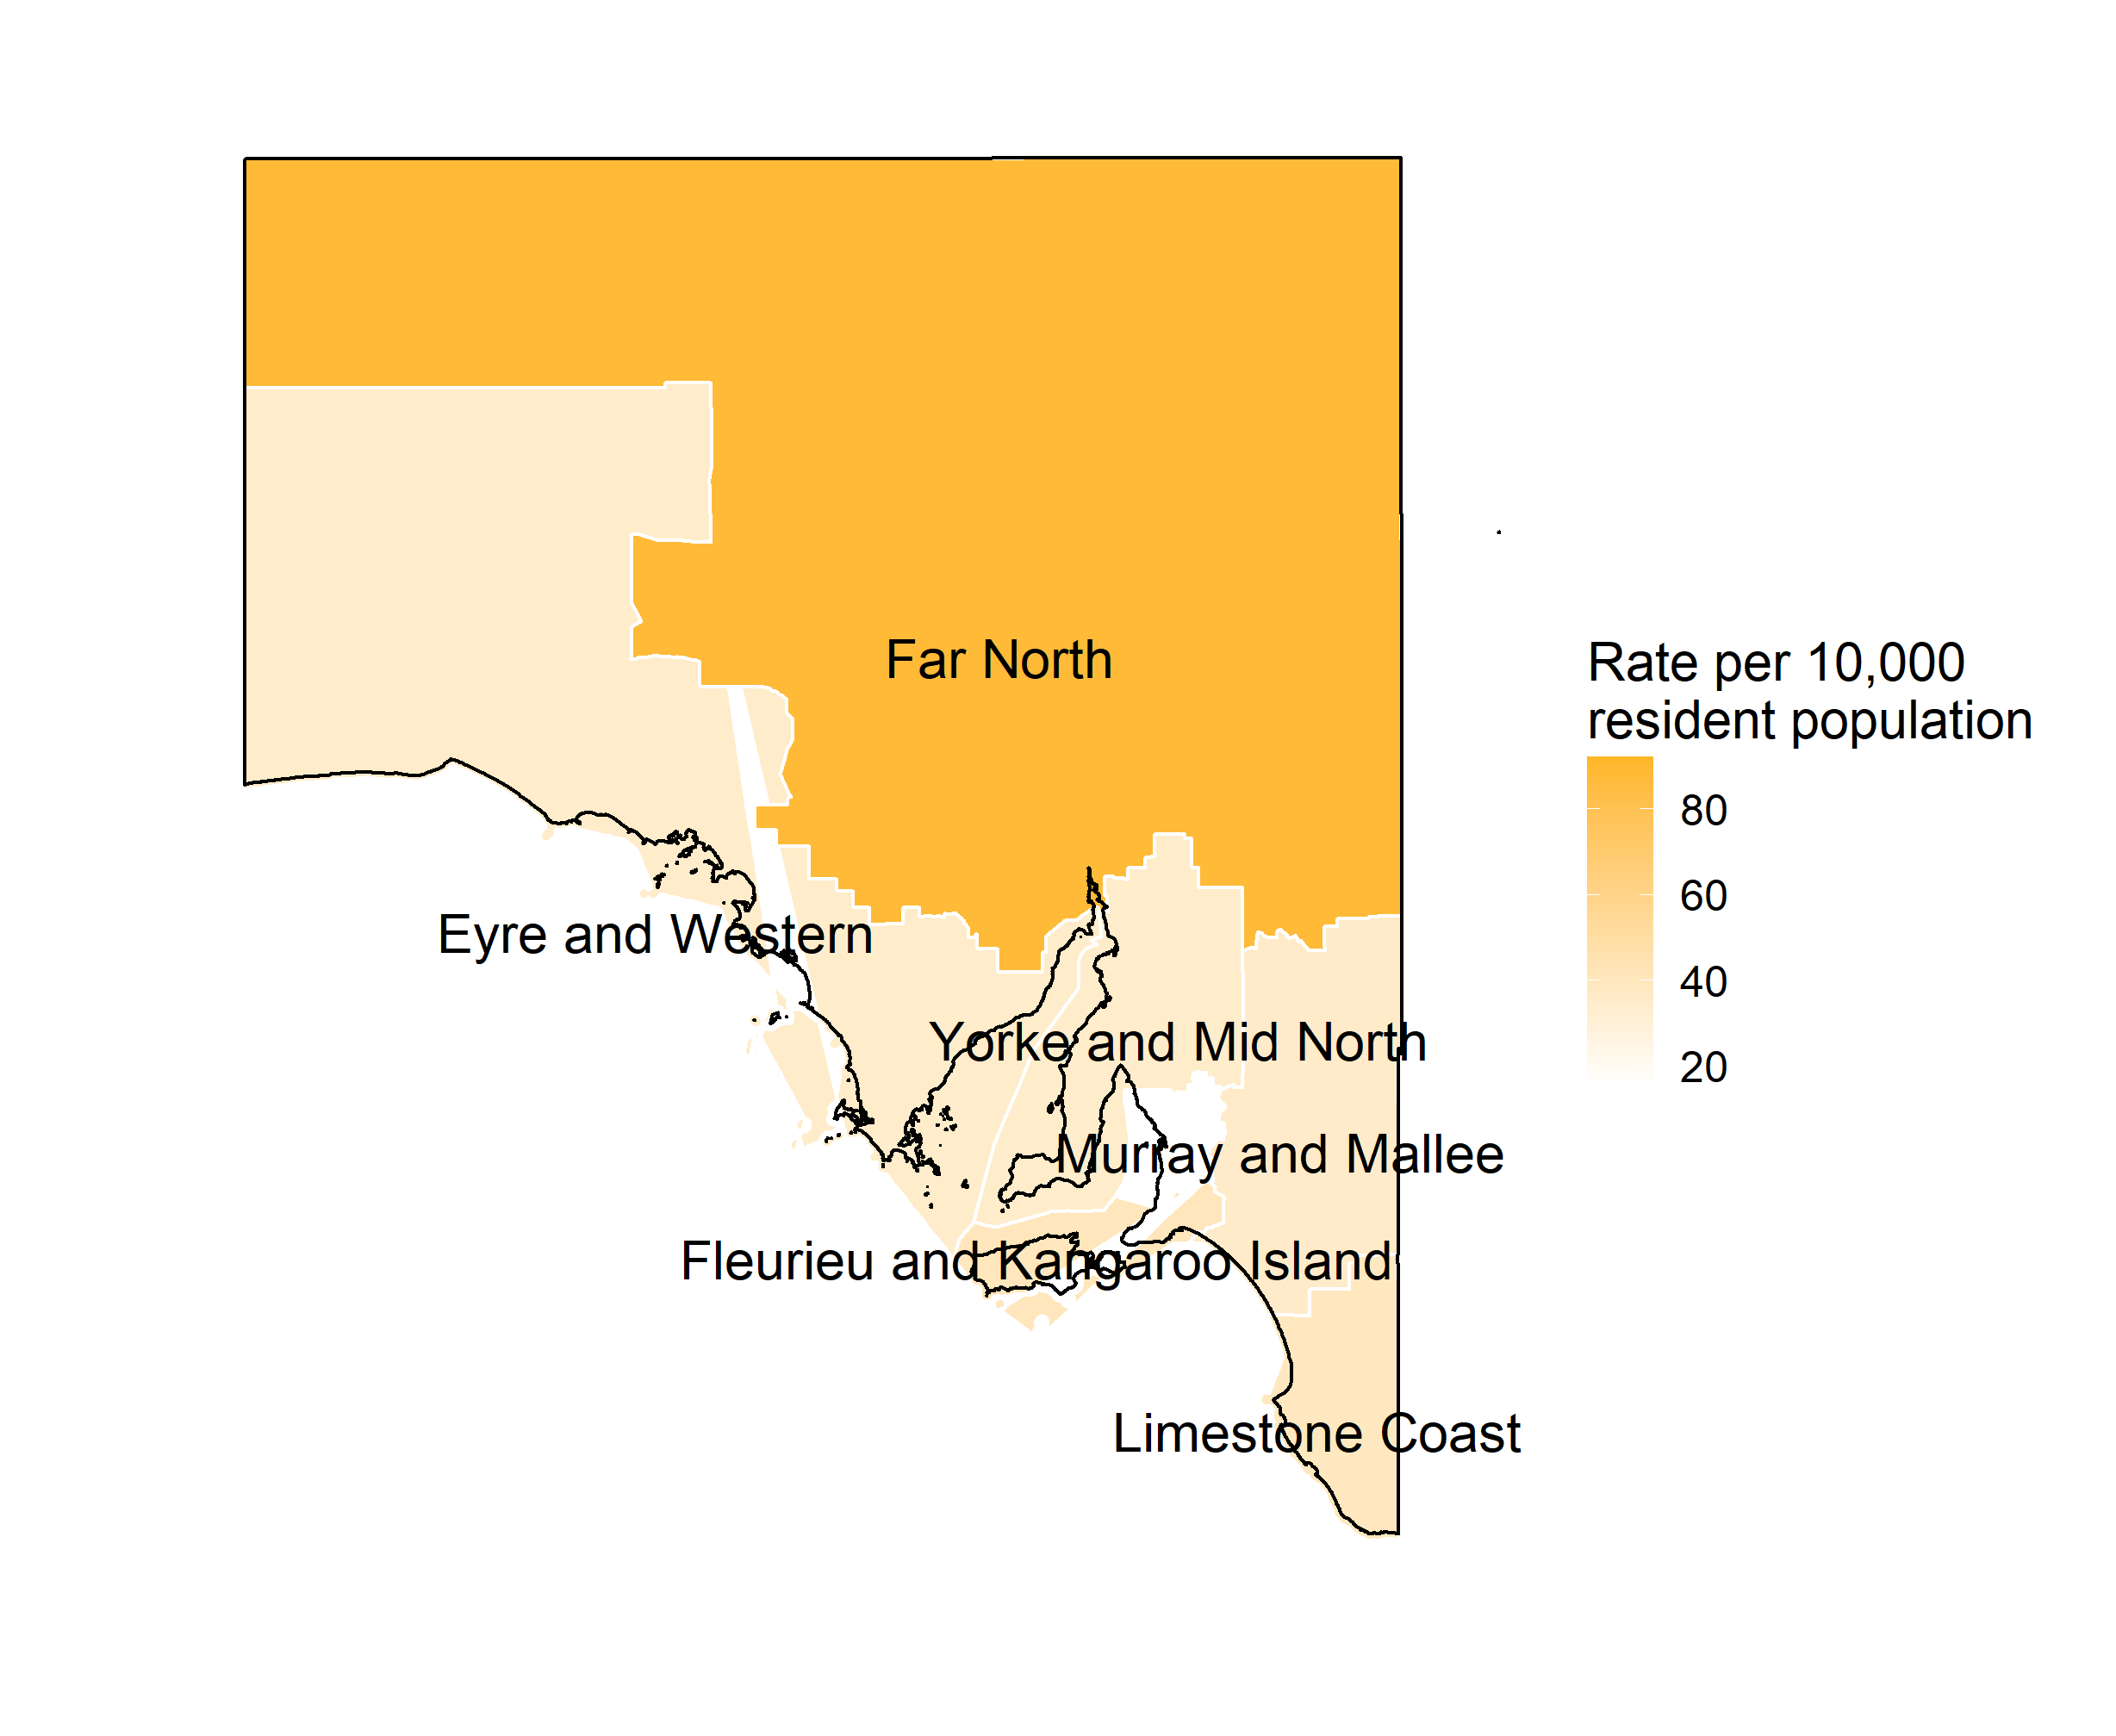 Far North
Rate per 10,000
resident population
80
60
40
20
Eyre and Western
Yorke and Mid North
Murray and Mallee
Fleurieu and Kangaroo Island
Limestone Coast